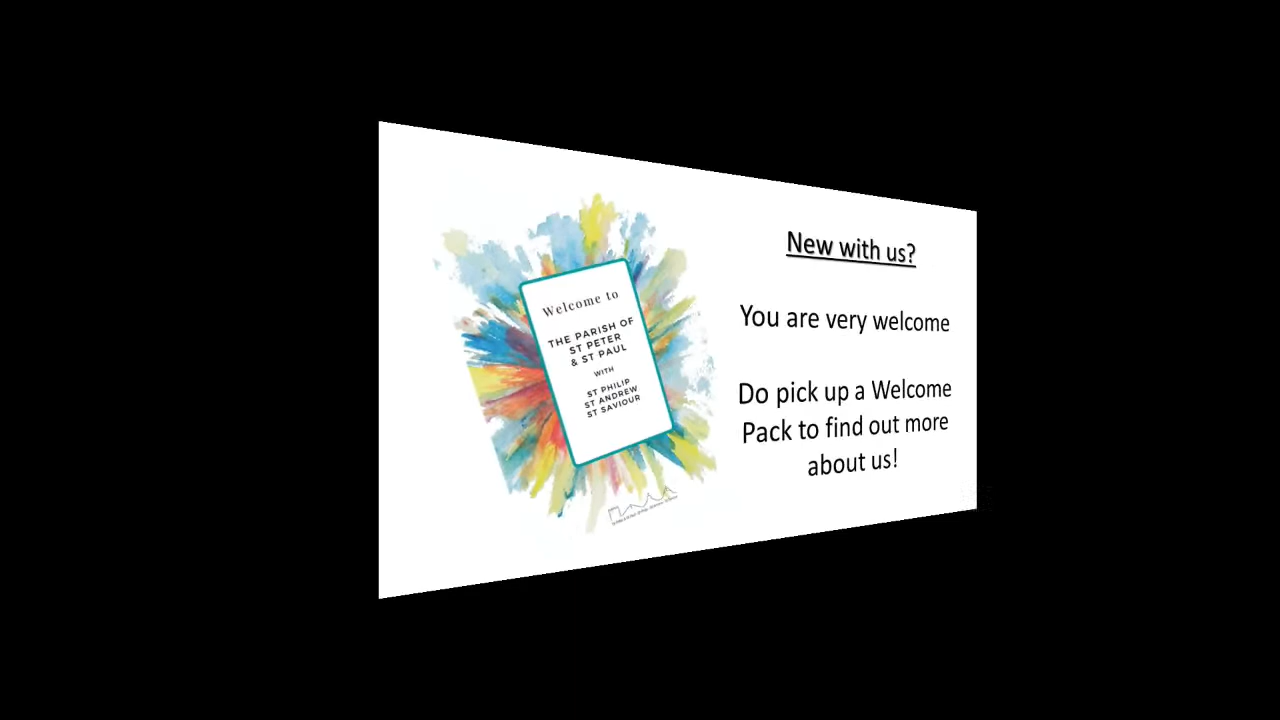 Welcome to
THE PARISH OF
ST PETER
& ST PAUL
WITH
ST PHILIP
ST ANDREW
ST SAVIOUR
New with us?
You are very welcome
Do pick up a Welcome
Pack to find out more
about us!